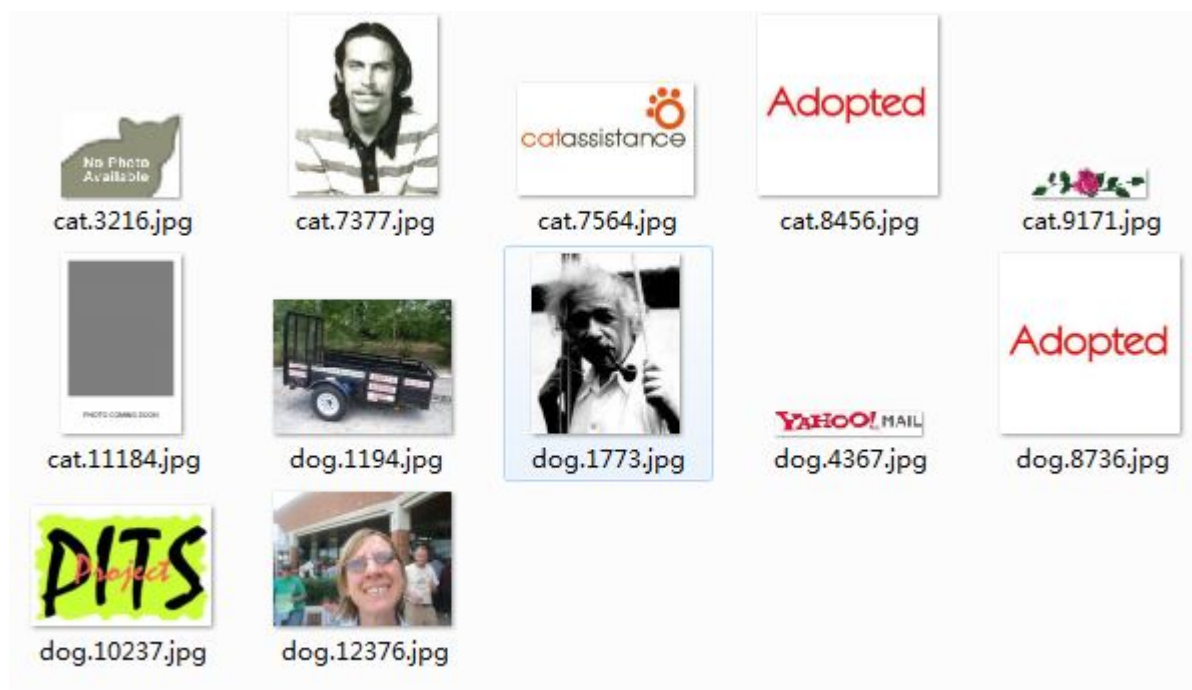 No Photo
Available
cat.3216.jpg
cat.7377.jpg
catassistance
cat.7564.jpg
Adopted
cat.8456.jpg
cat.9171.jpg
PHOTO COMING SOON
cat.11184.jpg
dog.1194.jpg
dog.1773.jpg
YAHOO! MAIL
dog.4367.jpg
Adopted
dog.8736.jpg
PITS
Project
dog.10237.jpg
dog.12376.jpg